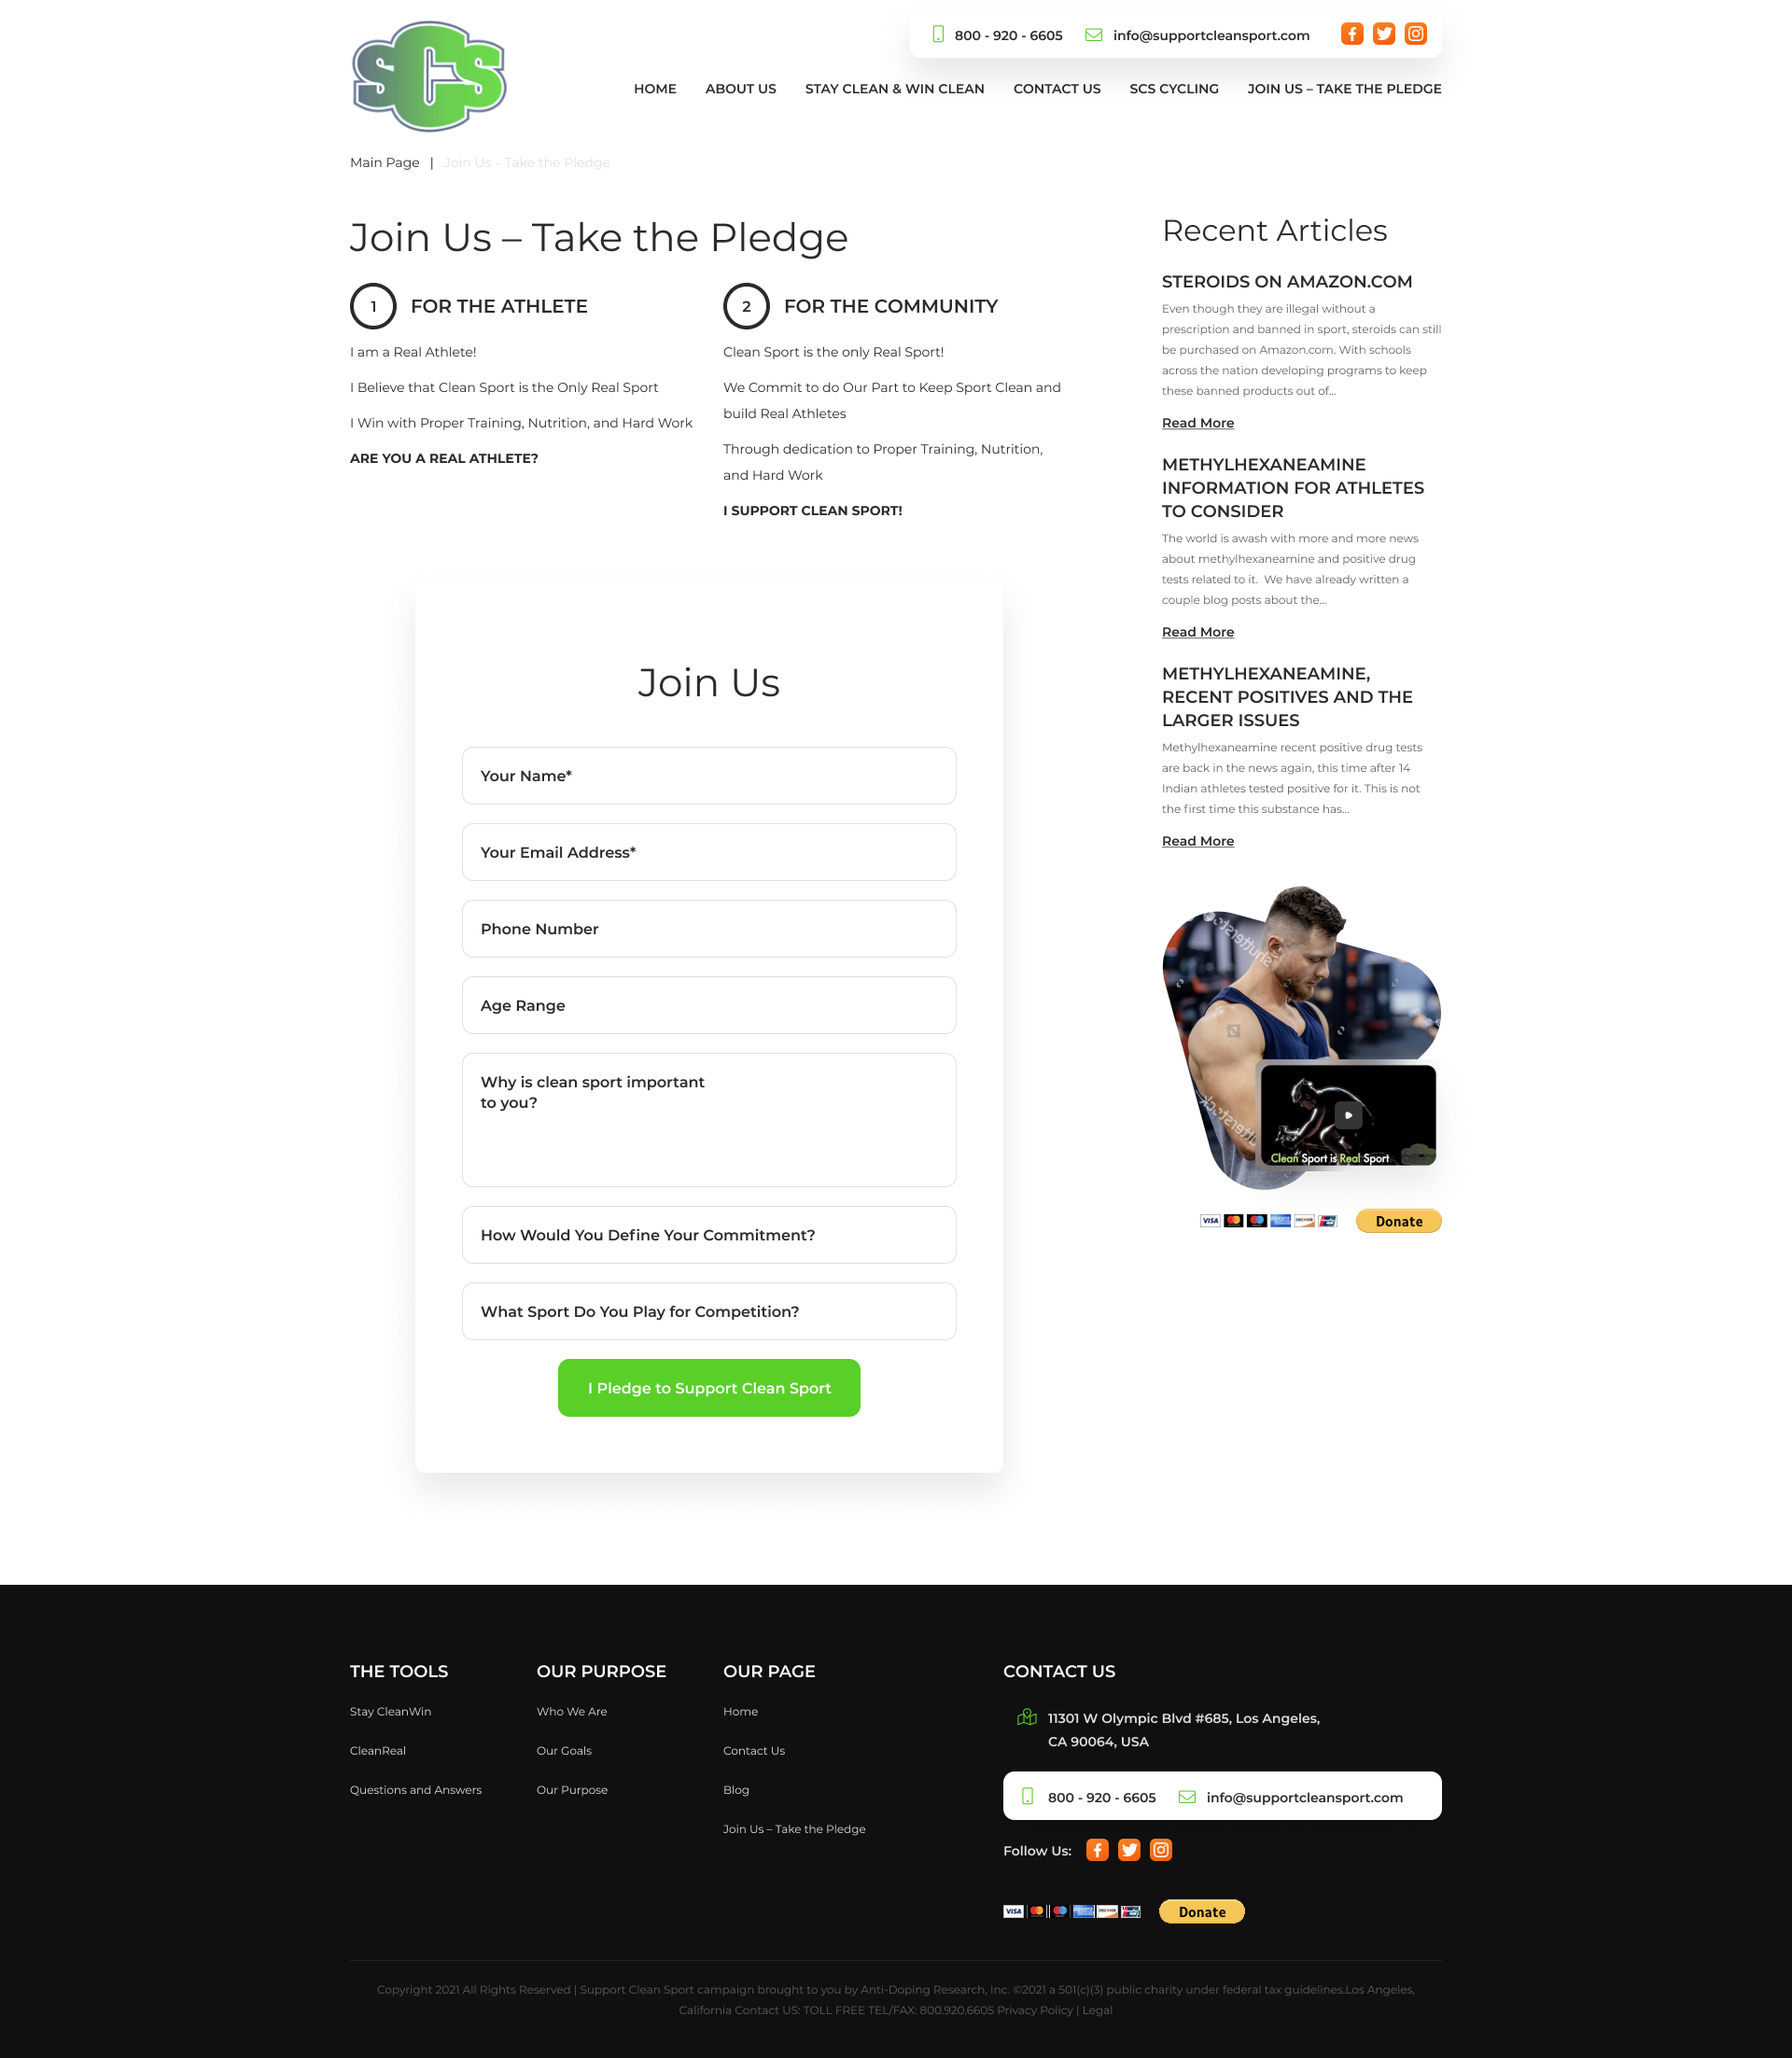 SCS
800 - 920 - 6605
info@supportcleansport.com
HOME
ABOUT US
STAY CLEAN & WIN CLEAN
CONTACT US
SCS CYCLING
JOIN US – TAKE THE PLEDGE
Main Page | Join Us – Take the Pledge
Join Us – Take the Pledge
1
FOR THE ATHLETE
I am a Real Athlete!
I Believe that Clean Sport is the Only Real Sport
I Win with Proper Training, Nutrition, and Hard Work
ARE YOU A REAL ATHLETE?
2
FOR THE COMMUNITY
Clean Sport is the only Real Sport!
We Commit to do Our Part to Keep Sport Clean and
build Real Athletes
Through dedication to Proper Training, Nutrition,
and Hard Work
I SUPPORT CLEAN SPORT!
Join Us
Your Name*
Your Email Address*
Phone Number
Age Range
Why is clean sport important
to you?
How Would You Define Your Commitment?
What Sport Do You Play for Competition?
I Pledge to Support Clean Sport
Recent Articles
STEROIDS ON AMAZON.COM
Even though they are illegal without a
prescription and banned in sport, steroids can still
be purchased on Amazon.com. With schools
across the nation developing programs to keep
these banned products out of...
Read More
METHYLHEXANEAMINE
INFORMATION FOR ATHLETES
TO CONSIDER
The world is awash with more and more news
about methylhexaneamine and positive drug
tests related to it.  We have already written a
couple blog posts about the...
Read More
METHYLHEXANEAMINE,
RECENT POSITIVES AND THE
LARGER ISSUES
Methylhexaneamine recent positive drug tests
are back in the news again, this time after 14
Indian athletes tested positive for it. This is not
the first time this substance has...
Read More
shutterstock
shutterstock
Clean Sport is Real Sport
VISA
DISCOVER
Donate
THE TOOLS
Stay CleanWin
CleanReal
Questions and Answers
OUR PURPOSE
Who We Are
Our Goals
Our Purpose
OUR PAGE
Home
Contact Us
Blog
Join Us – Take the Pledge
CONTACT US
11301 W Olympic Blvd #685, Los Angeles,
CA 90064, USA
800 - 920 - 6605
info@supportcleansport.com
Follow Us:
VISA
DISCOVER
Donate
Copyright 2021 All Rights Reserved | Support Clean Sport campaign brought to you by Anti-Doping Research, Inc. ©2021 a 501(c)(3) public charity under federal tax guidelines.Los Angeles,
California Contact US: TOLL FREE TEL/FAX: 800.920.6605 Privacy Policy | Legal